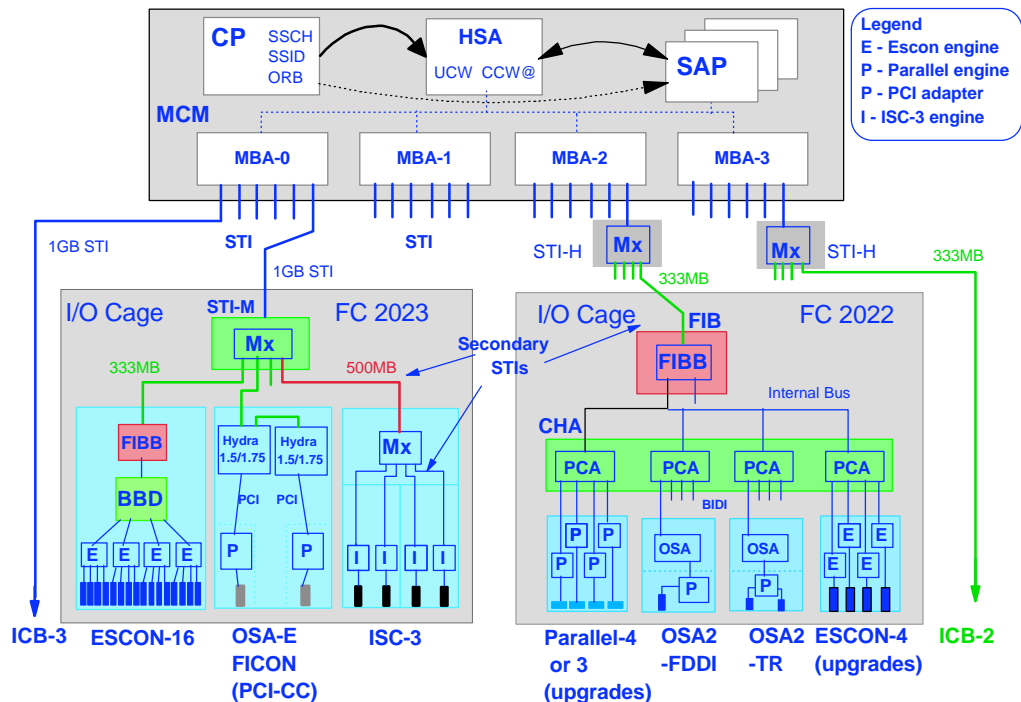 CP
SSCH
SSID
ORB
HSA
UCW CCW@
SAP
MCM
Legend
E - Escon engine
P - Parallel engine
P - PCI adapter
I - ISC-3 engine
MBA-0
MBA-1
MBA-2
MBA-3
1GB STI
STI
STI
1GB STI
STI-H
Mx
Mx
STI-H
333MB
333MB
I/O Cage
STI-M
FC 2023
Mx
333MB
500MB
Secondary
STIs
I/O Cage
FIB
FC 2022
FIBB
Internal Bus
FIBB
BBD
E
E
E
E
Hydra
1.5/1.75
Hydra
1.5/1.75
PCI
PCI
P
P
Mx
I
I
I
I
CHA
PCA
PCA
PCA
PCA
BIDI
P
P
P
P
OSA
P
OSA
P
E
E
E
E
ICB-3
ESCON-16
OSA-E
FICON
(PCI-CC)
ISC-3
Parallel-4
or 3
(upgrades)
OSA2
-FDDI
OSA2
-TR
ESCON-4
(upgrades)
ICB-2